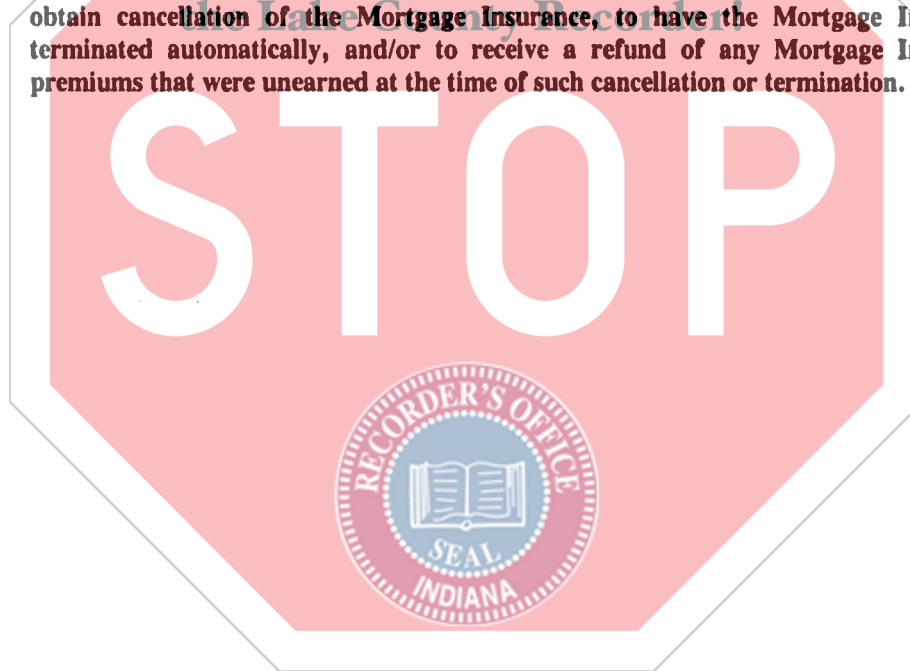 the Lake County Recorder!
obtain cancellation of the Mortgage Insurance, to have the Mortgage
terminated automatically, and/or to receive a refund of any Mortgage
premiums that were unearned at the time of such cancellation or termination.
STOP
RECORDER'S OFFICE
SEAL
INDIANA